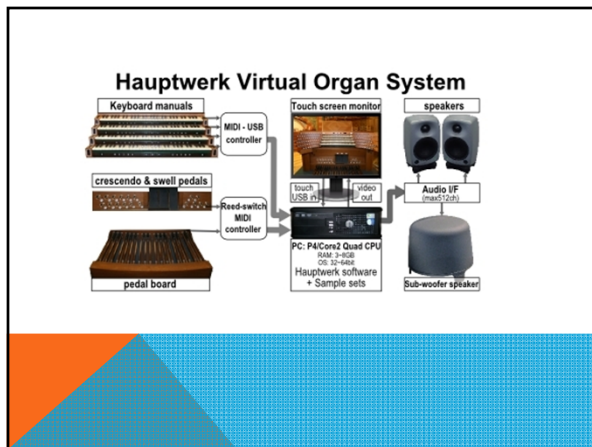 Hauptwerk Virtual Organ System
Keyboard manuals
MIDI - USB
controller
crescendo & swell pedals
Reed-switch
MIDI
controller
pedal board
Touch screen monitor
touch
USB in
video
out
PC: P4/Core2 Quad CPU
RAM: 3~8GB
OS: 32~64bit
Hauptwerk software
+ Sample sets
speakers
Audio I/F
(max512ch)
Sub-woofer speaker